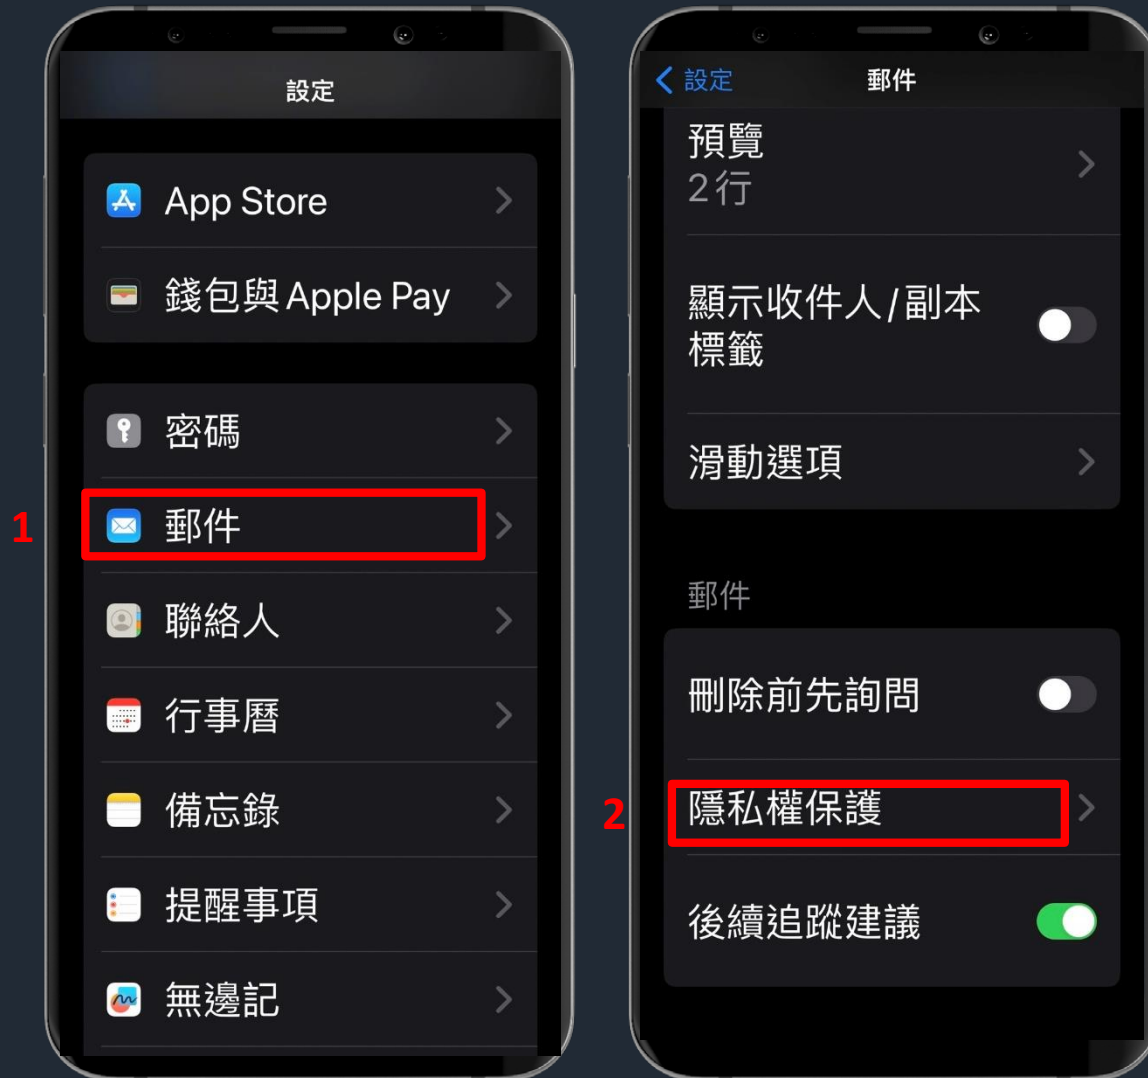 設定
App Store
錢包與 Apple Pay
密碼
1
郵件
聯絡人
行事曆
備忘錄
提醒事項
無邊記
設定
郵件
預覽
2行
顯示收件人/副本
標籤
滑動選項
郵件
刪除前先詢問
2
隱私權保護
後續追蹤建議